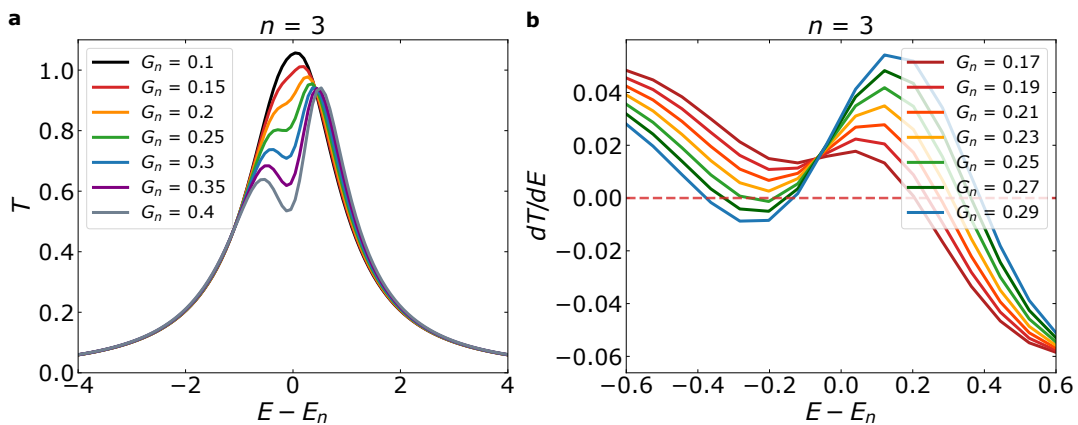 a
n = 3
G_n = 0.1
G_n = 0.15
G_n = 0.2
G_n = 0.25
G_n = 0.3
G_n = 0.35
G_n = 0.4
T
1.0
0.8
0.6
0.4
0.2
0.0
−4
−2
0
2
4
E − E_n
b
n = 3
G_n = 0.17
G_n = 0.19
G_n = 0.21
G_n = 0.23
G_n = 0.25
G_n = 0.27
G_n = 0.29
dT/dE
0.04
0.02
0.00
−0.02
−0.04
−0.06
−0.6
−0.4
−0.2
0.0
0.2
0.4
0.6
E − E_n